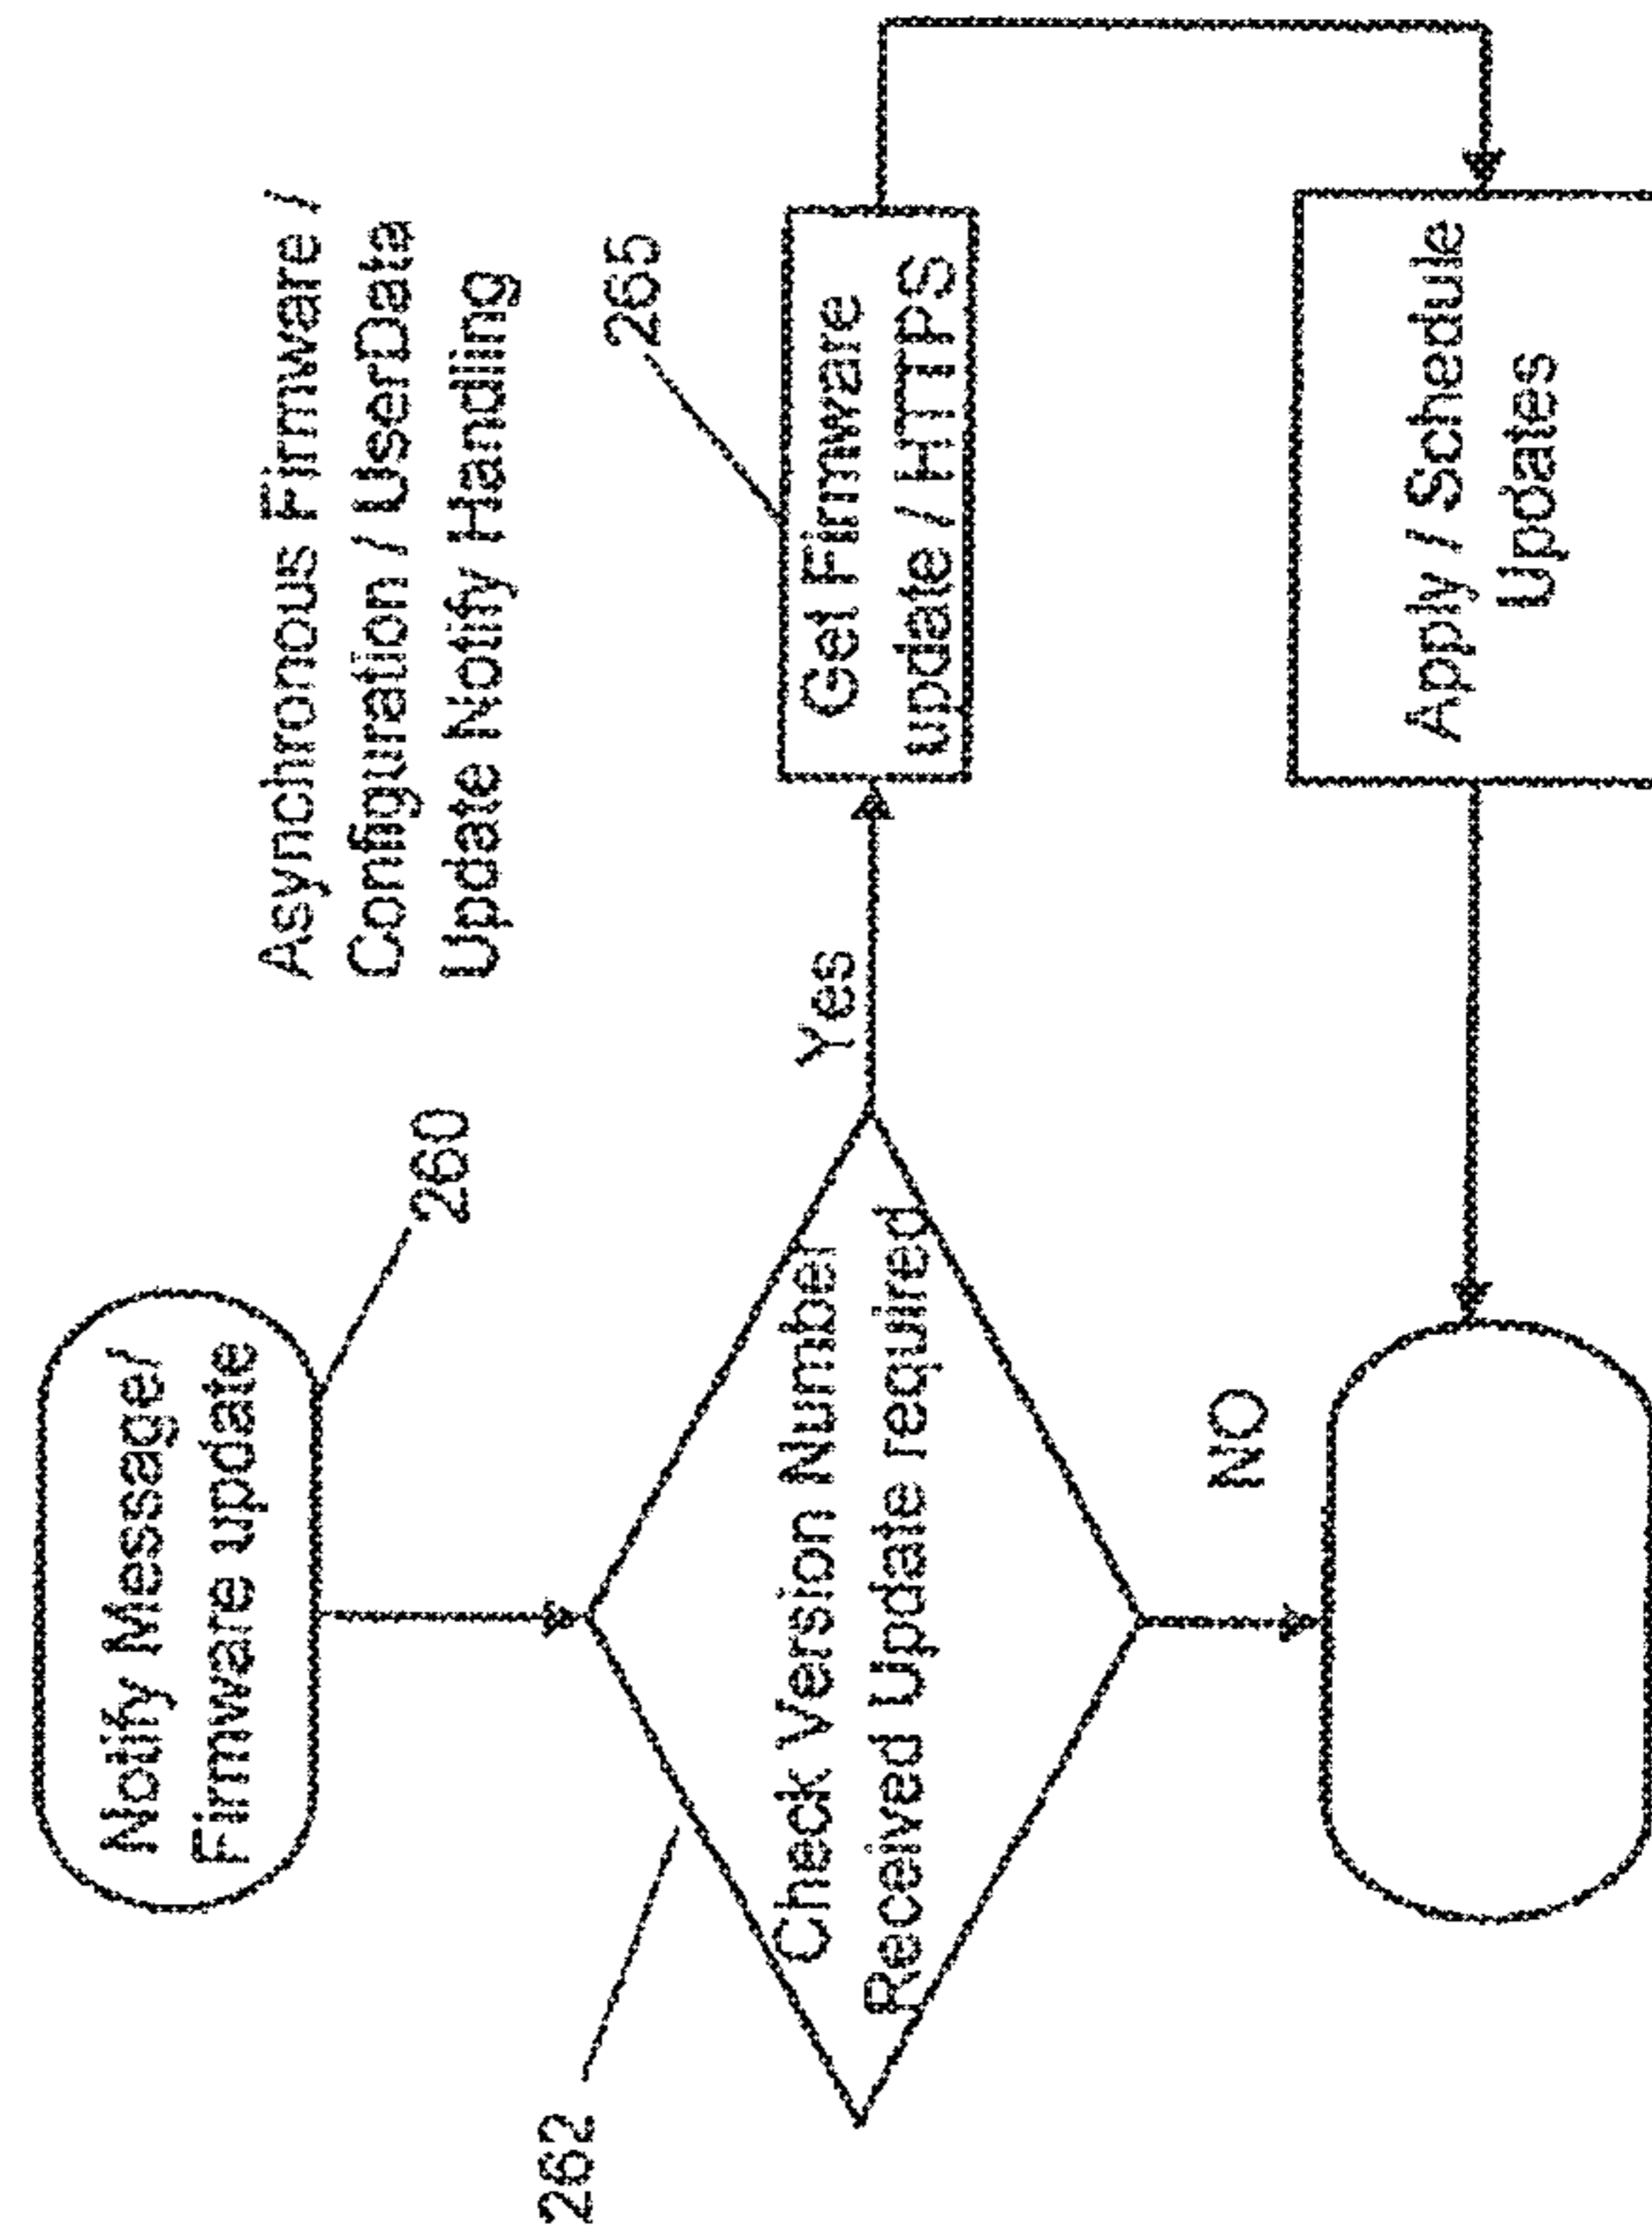 Asynchronous Firmware /
Configuration / UserData
Update Notify Handling
Notify Message/
Firmware update
260
262
Check Version Number
Received Update required
Yes
265
Get Firmware
update / HTTPS
NO
Apply / Schedule
Updates